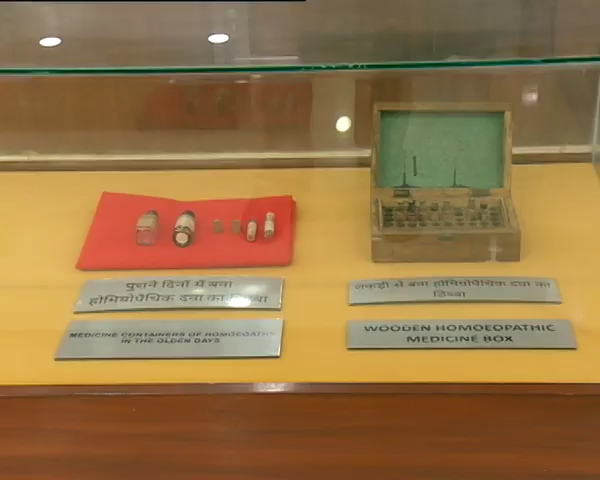 पुराने दिनों में बना
होमियोपैथिक दवा का डिब्बा
लकड़ी से बना होमियोपैथिक दवा का
डिब्बा
MEDICINE CONTAINERS OF HOMOEOPATHY
IN THE OLDEN DAYS
WOODEN HOMOEOPATHIC
MEDICINE BOX